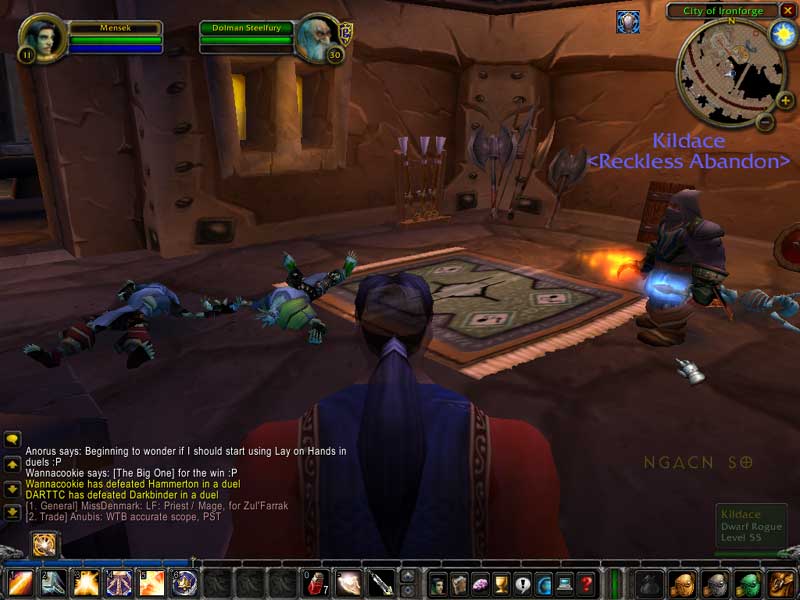 Mensek
11
Dolman Steelfury
30
City of Ironforge
N
Kildace
<Reckless Abandon>
Anorus says: Beginning to wonder if I should start using Lay on Hands in
duels :P
Wannacookie says: [The Big One] for the win :P
Wannacookie has defeated Hammerton in a duel
DARTTC has defeated Darkbinder in a duel
[1. General] MissDenmark: LF: Priest / Mage, for Zul'Farrak
[2. Trade] Anubis: WTB accurate scope, PST
Kildace
Dwarf Rogue
Level 55
7